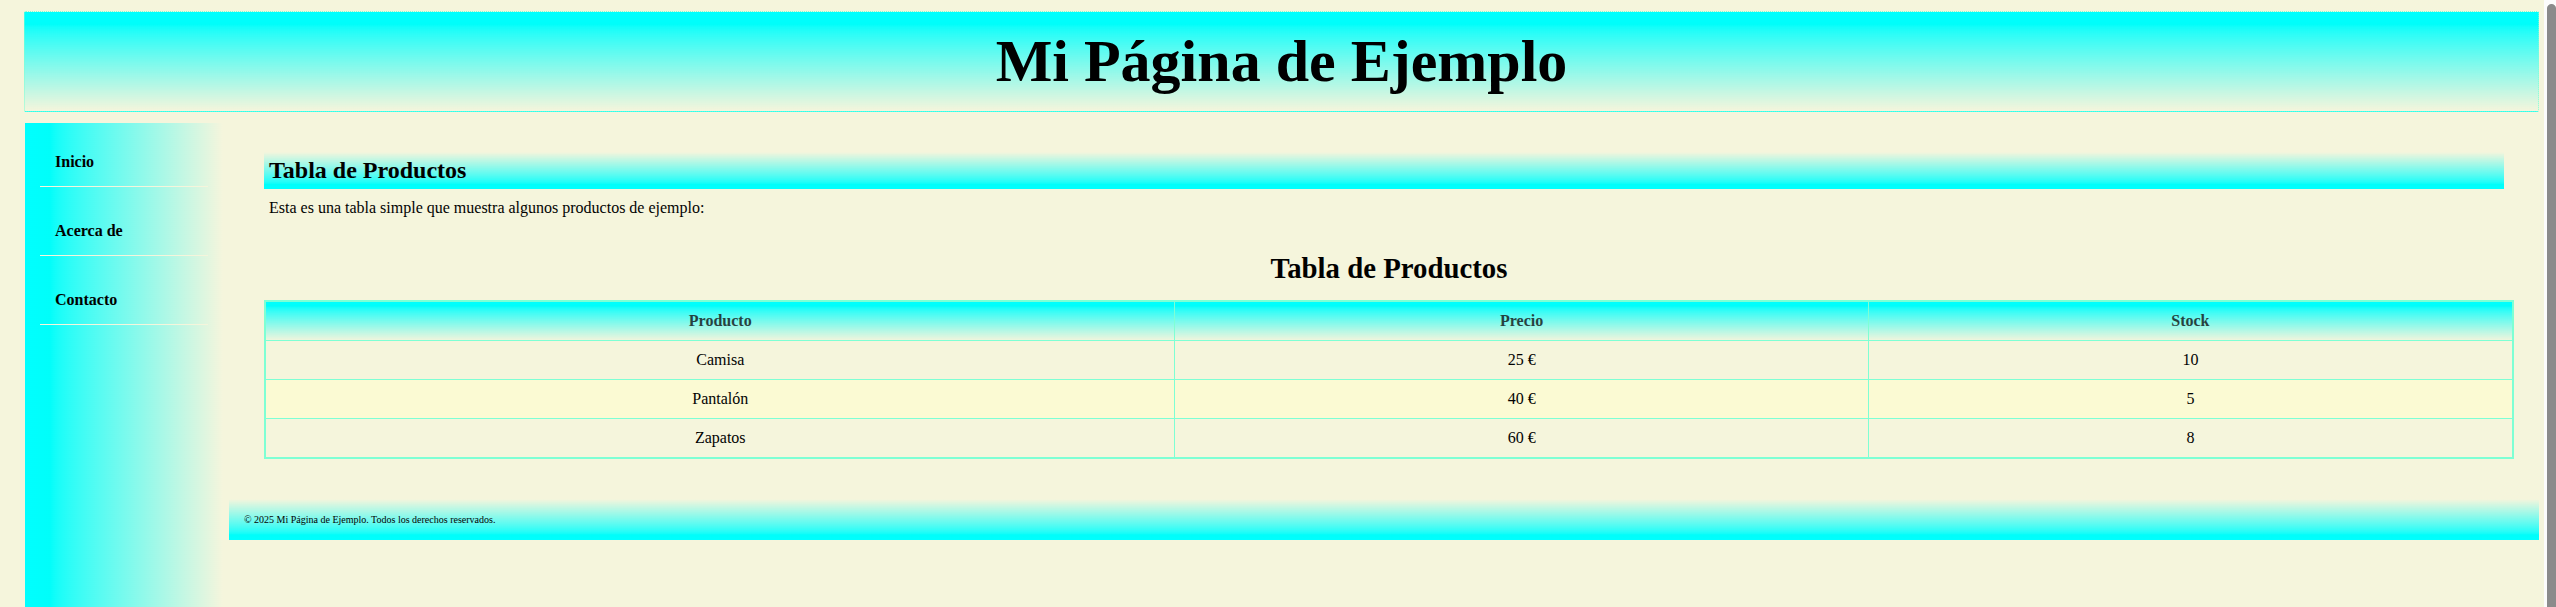 Mi Página de Ejemplo
Inicio
Acerca de
Contacto
Tabla de Productos
Esta es una tabla simple que muestra algunos productos de ejemplo:
Tabla de Productos
Producto Precio Stock
Camisa 25 € 10
Pantalón 40 € 5
Zapatos 60 € 8
© 2025 Mi Página de Ejemplo. Todos los derechos reservados.